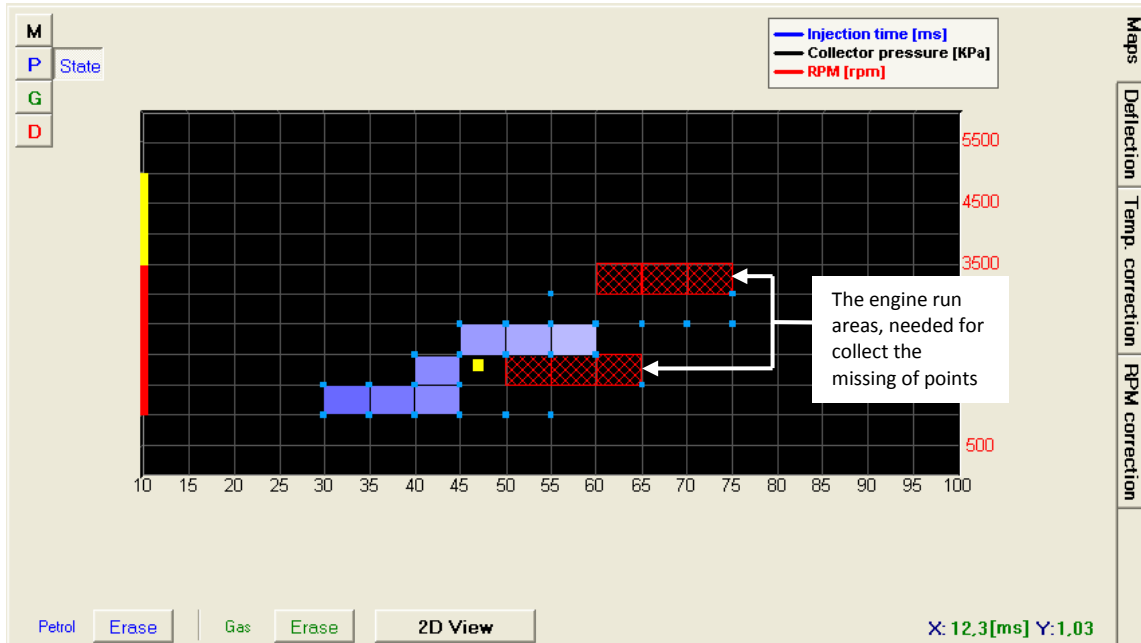 M
P
State
G
D
Injection time [ms]
Collector pressure [KPa]
RPM [rpm]
Maps
Deflection
Temp. correction
RPM correction
5500
4500
3500
500
The engine run
areas, needed for
collect the
missing of points
10 15 20 25 30 35 40 45 50 55 60 65 70 75 80 85 90 95 100
Petrol Erase Gas Erase 2D View X: 12,3[ms] Y:1,03